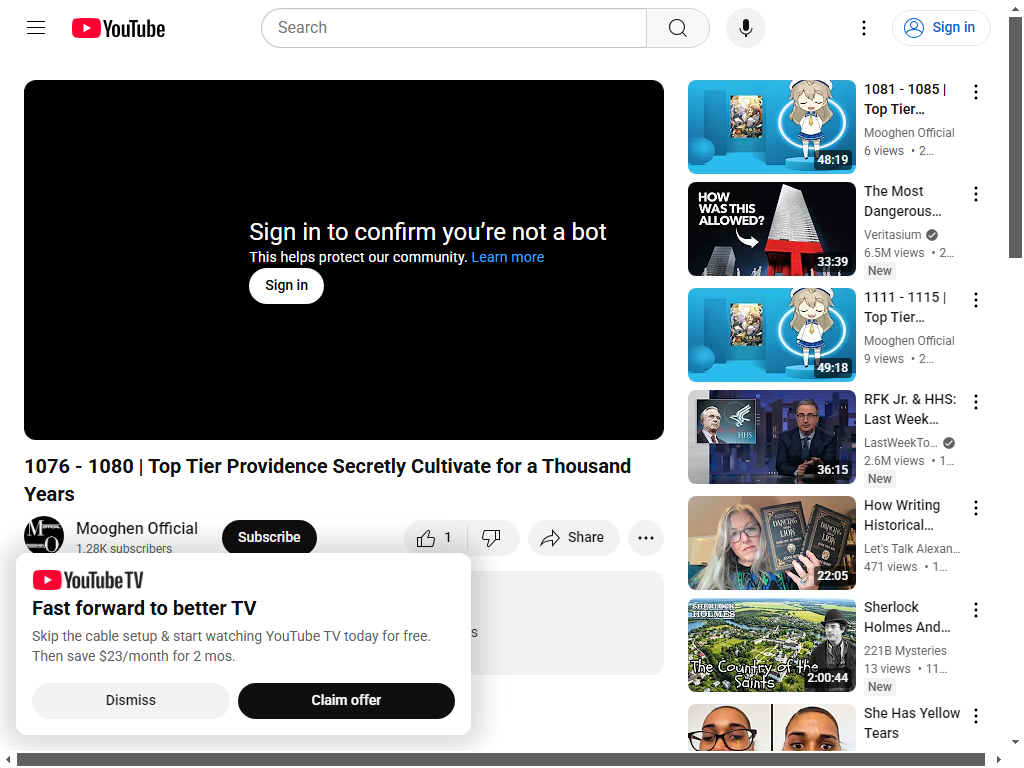 YouTube
Search
Sign in
Sign in to confirm you’re not a bot
This helps protect our community. Learn more
Sign in
1076 - 1080 | Top Tier Providence Secretly Cultivate for a Thousand
Years
Mooghen Official
1.28K subscribers
Subscribe
1
Share
s
YouTube TV
Fast forward to better TV
Skip the cable setup & start watching YouTube TV today for free.
Then save $23/month for 2 mos.
Dismiss
Claim offer
48:19
1081 - 1085 |
Top Tier…
Mooghen Official
6 views • 2…
HOW
WAS THIS
ALLOWED?
33:39
The Most
Dangerous…
Veritasium
6.5M views • 2…
New
49:18
1111 - 1115 |
Top Tier…
Mooghen Official
9 views • 2…
HHS
36:15
RFK Jr. & HHS:
Last Week…
LastWeekTo…
2.6M views • 1…
New
DANCING
LION
DANCING
LION
22:05
How Writing
Historical…
Let's Talk Alexan…
471 views • 1…
SHERLOCK
HOLMES
The Country of the
Saints
2:00:44
Sherlock
Holmes And…
221B Mysteries
13 views • 11…
New
She Has Yellow
Tears